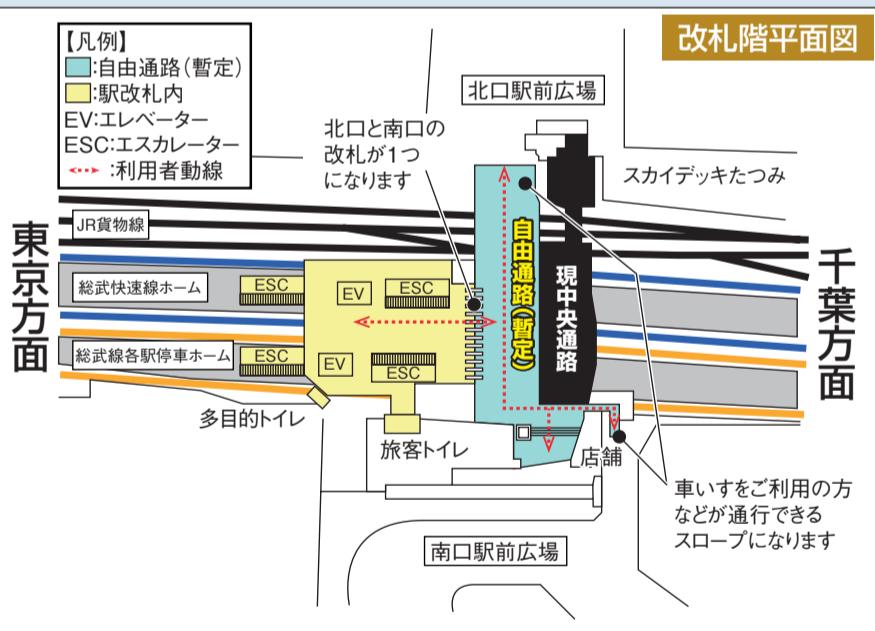 改札階平面図
【凡例】
:自由通路(暫定)
:駅改札内
EV:エレベーター
ESC:エスカレーター
:利用者動線
北口駅前広場
北口と南口の
改札が1つ
になります
スカイデッキたつみ
JR貨物線
東京方面
千葉方面
総武快速線ホーム
ESC
EV
ESC
自由通路(暫定)
現中央通路
総武線各駅停車ホーム
ESC
EV
ESC
多目的トイレ
旅客トイレ
店舗
車いすをご利用の方
などが通行できる
スロープになります
南口駅前広場